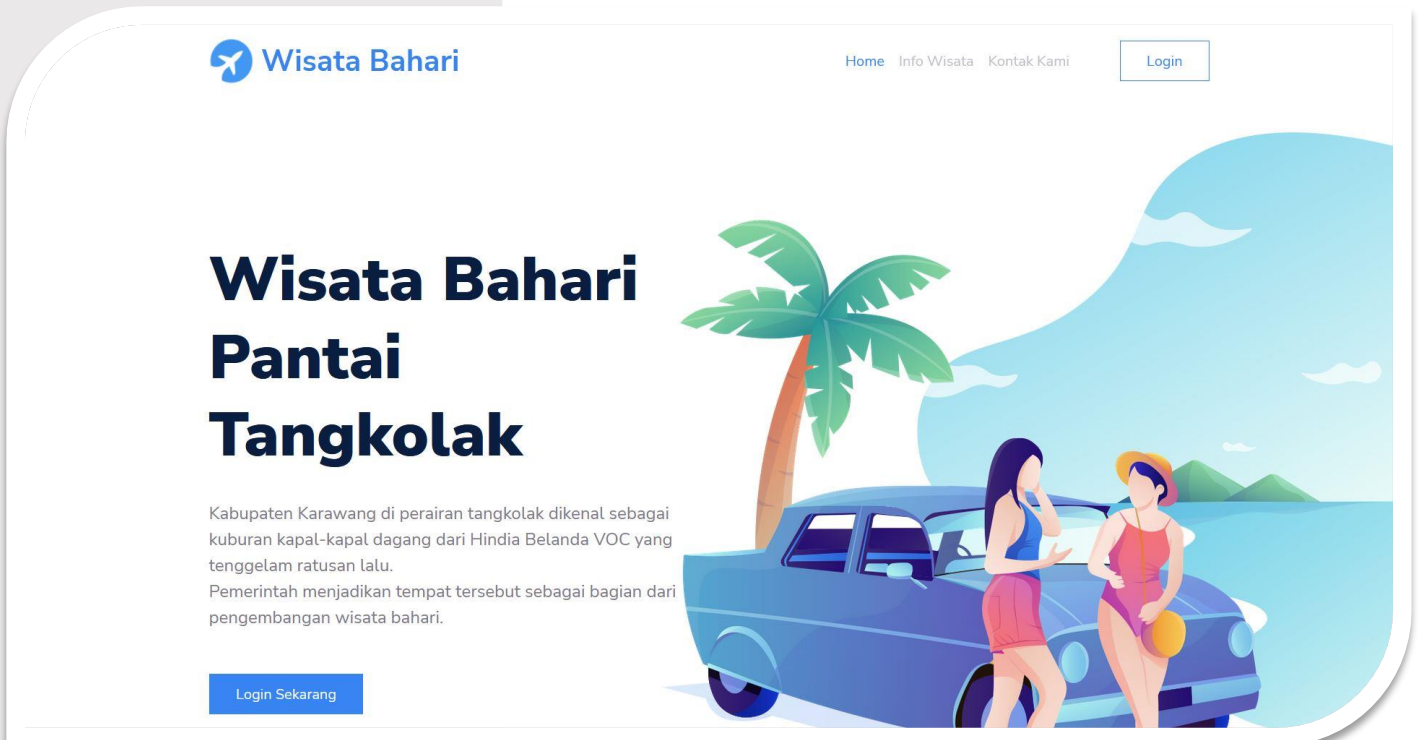 Wisata Bahari
Home Info Wisata Kontak Kami Login
Wisata Bahari
Pantai
Tangkolak
Kabupaten Karawang di perairan tangkolak dikenal sebagai
kuburan kapal-kapal dagang dari Hindia Belanda VOC yang
tenggelam ratusan lalu.
Pemerintah menjadikan tempat tersebut sebagai bagian dari
pengembangan wisata bahari.
Login Sekarang